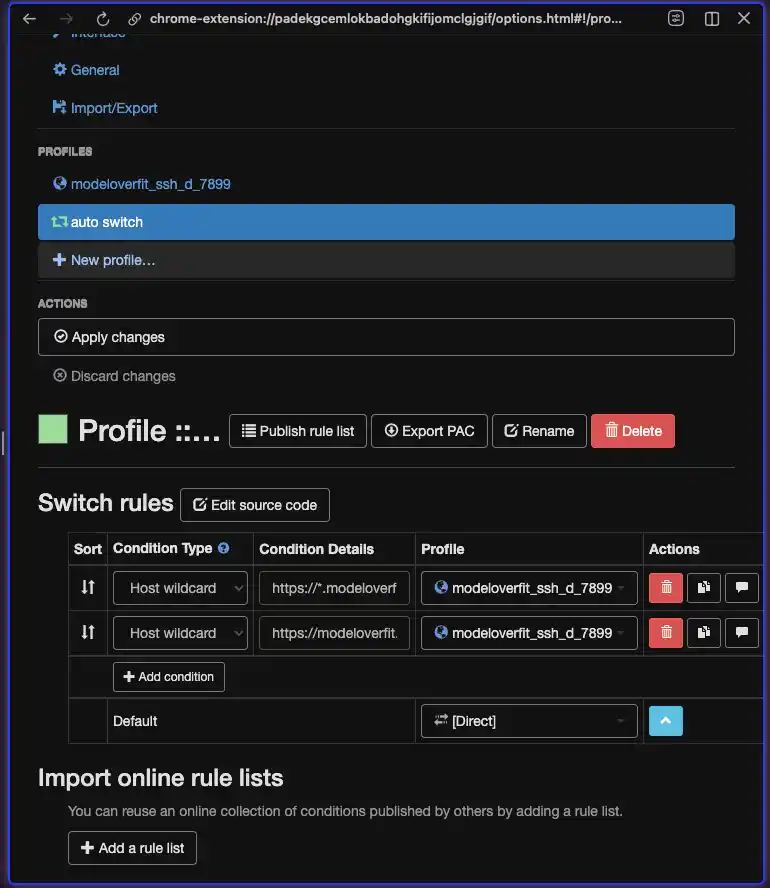 chrome-extension://padekgcemlokbadohgkifijomclgjgif/options.html#!/pro...
Interface
General
Import/Export
PROFILES
modeloverfit_ssh_d_7899
auto switch
New profile...
ACTIONS
Apply changes
Discard changes
Profile ::... Publish rule list Export PAC Rename Delete
Switch rules Edit source code
Sort Condition Type Condition Details Profile Actions
Host wildcard https://*.modeloverf modeloverfit_ssh_d_7899
Host wildcard https://modeloverfit. modeloverfit_ssh_d_7899
Add condition
Default [Direct]
Import online rule lists
You can reuse an online collection of conditions published by others by adding a rule list.
Add a rule list